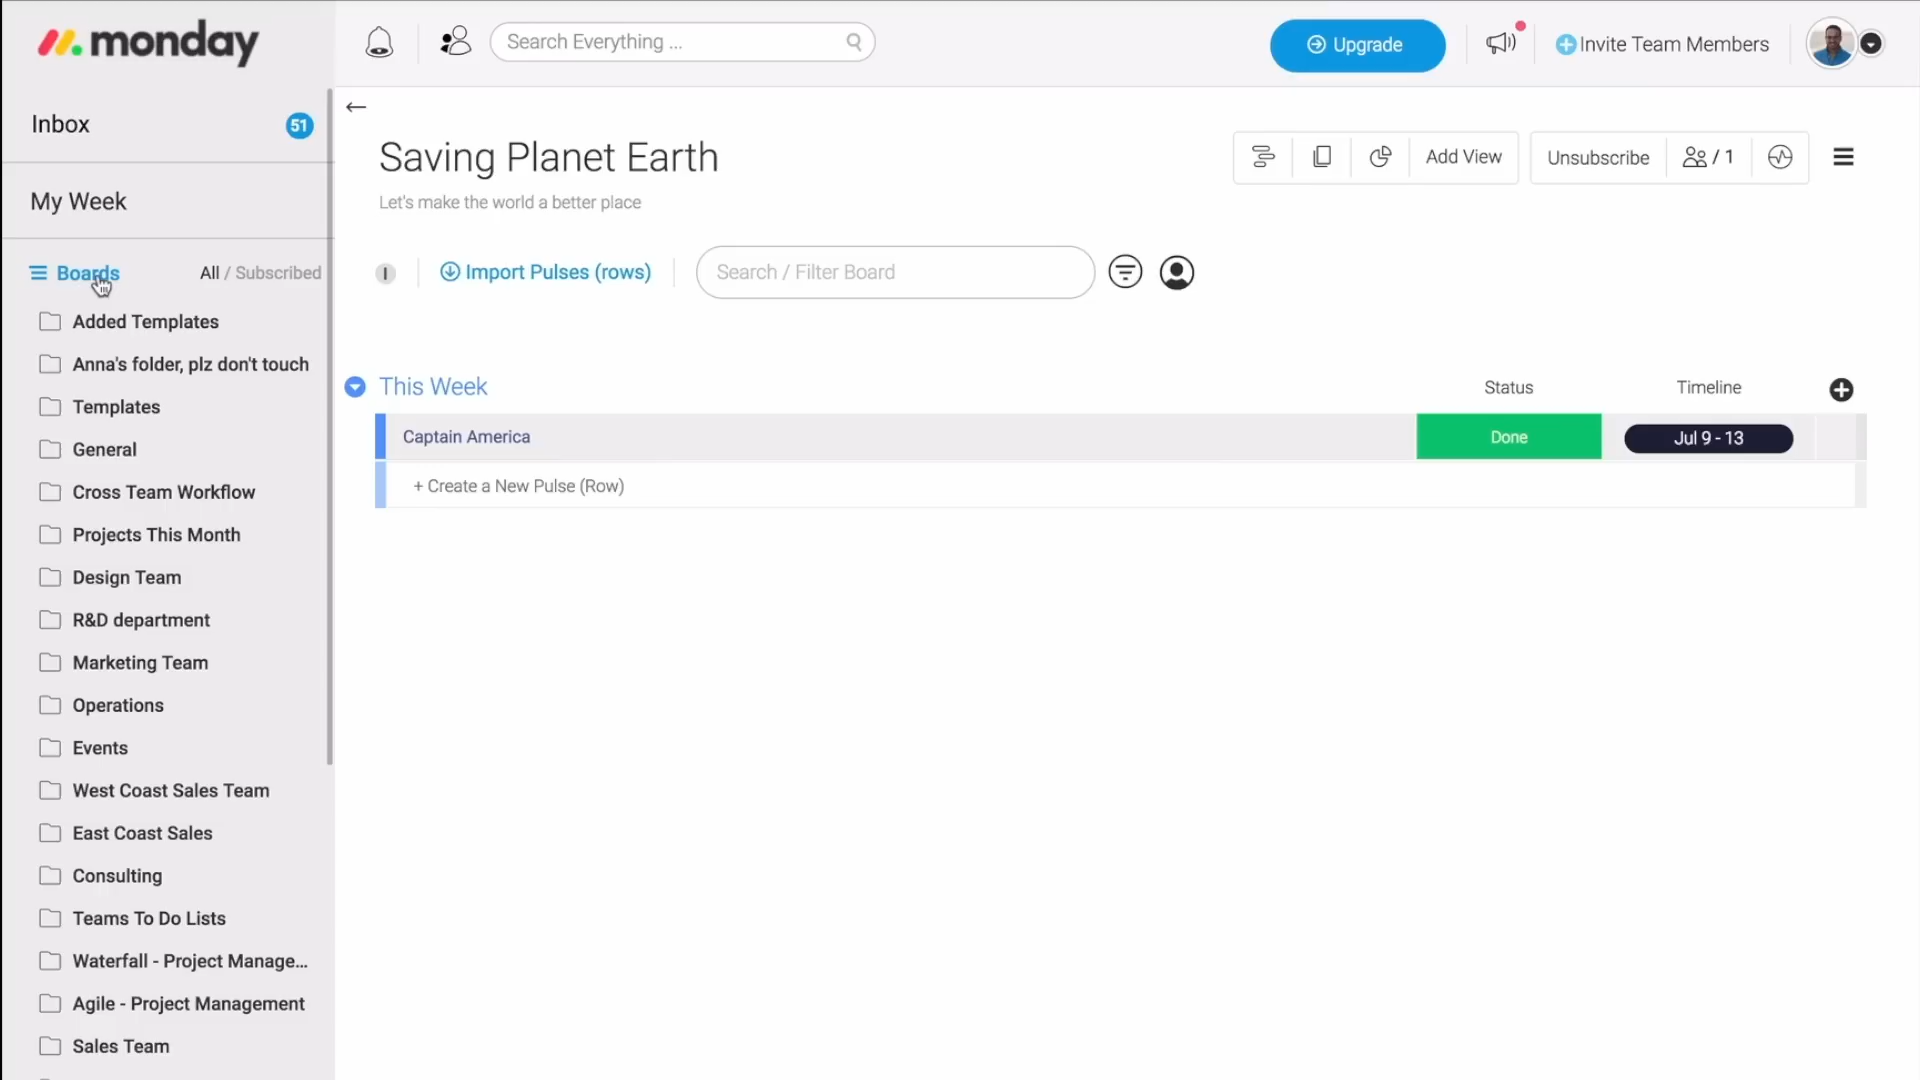 monday
Search Everything ...
Upgrade
Invite Team Members
Inbox
51
My Week
Boards
All / Subscribed
Added Templates
Anna's folder, plz don't touch
Templates
General
Cross Team Workflow
Projects This Month
Design Team
R&D department
Marketing Team
Operations
Events
West Coast Sales Team
East Coast Sales
Consulting
Teams To Do Lists
Waterfall - Project Manage...
Agile - Project Management
Sales Team
Saving Planet Earth
Let's make the world a better place
Add View
Unsubscribe
/ 1
I
Import Pulses (rows)
Search / Filter Board
This Week
Status
Timeline
Captain America
Done
Jul 9 - 13
+ Create a New Pulse (Row)